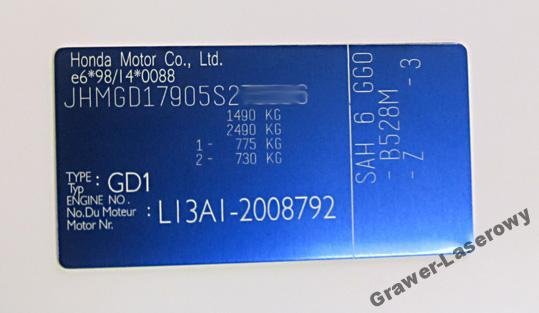 Honda Motor Co., Ltd.
e6*98/14*0088
JHMGD17905S2
1490 KG
2490 KG
1 - 775 KG
2 - 730 KG
TYPE
Typ : GD1
ENGINE NO.
No.Du Moteur : L13A1-2008792
Motor Nr.
SAH 6 GGO
- B528M - 3
- Z
Grawer-Laserowy